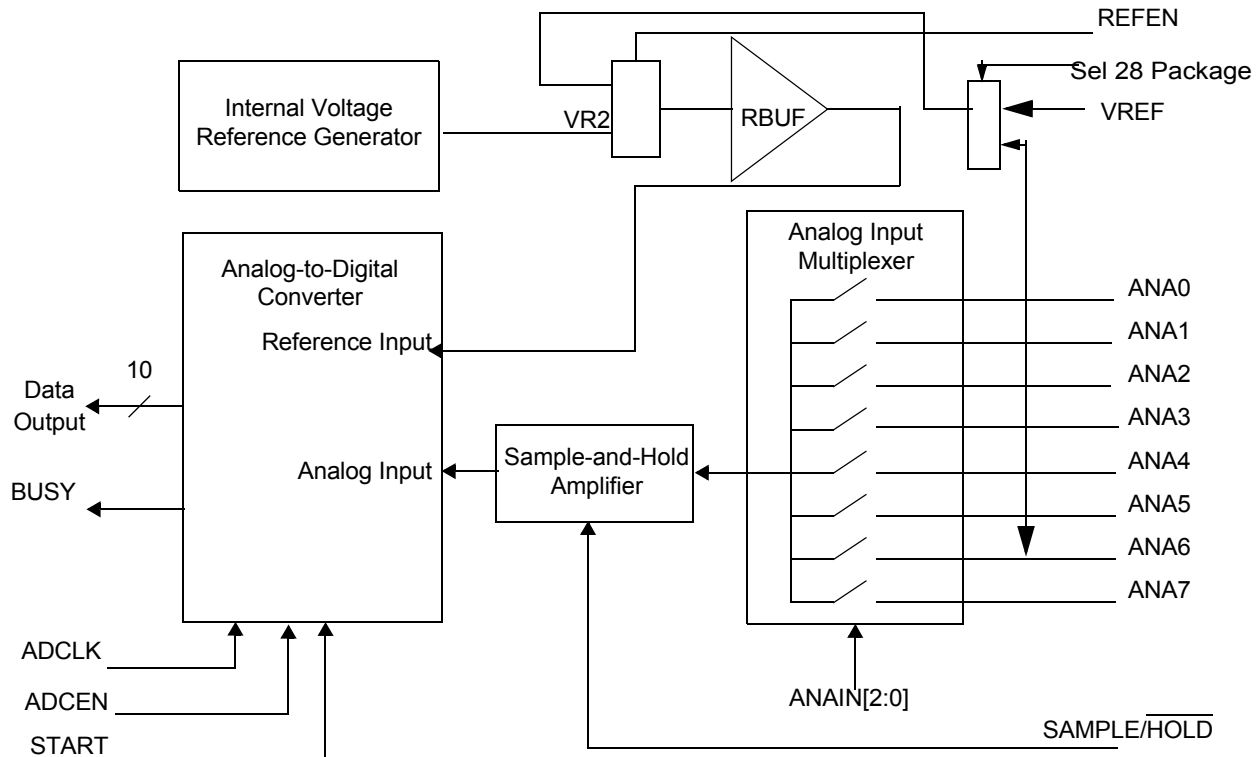 REFEN
Sel 28 Package
VREF
Internal Voltage
Reference Generator
VR2
RBUF
Analog-to-Digital
Converter
Reference Input
Analog Input
10
Data
Output
BUSY
Sample-and-Hold
Amplifier
Analog Input
Multiplexer
ANA0
ANA1
ANA2
ANA3
ANA4
ANA5
ANA6
ANA7
ADCLK
ADCEN
START
ANAIN[2:0]
SAMPLE/HOLD